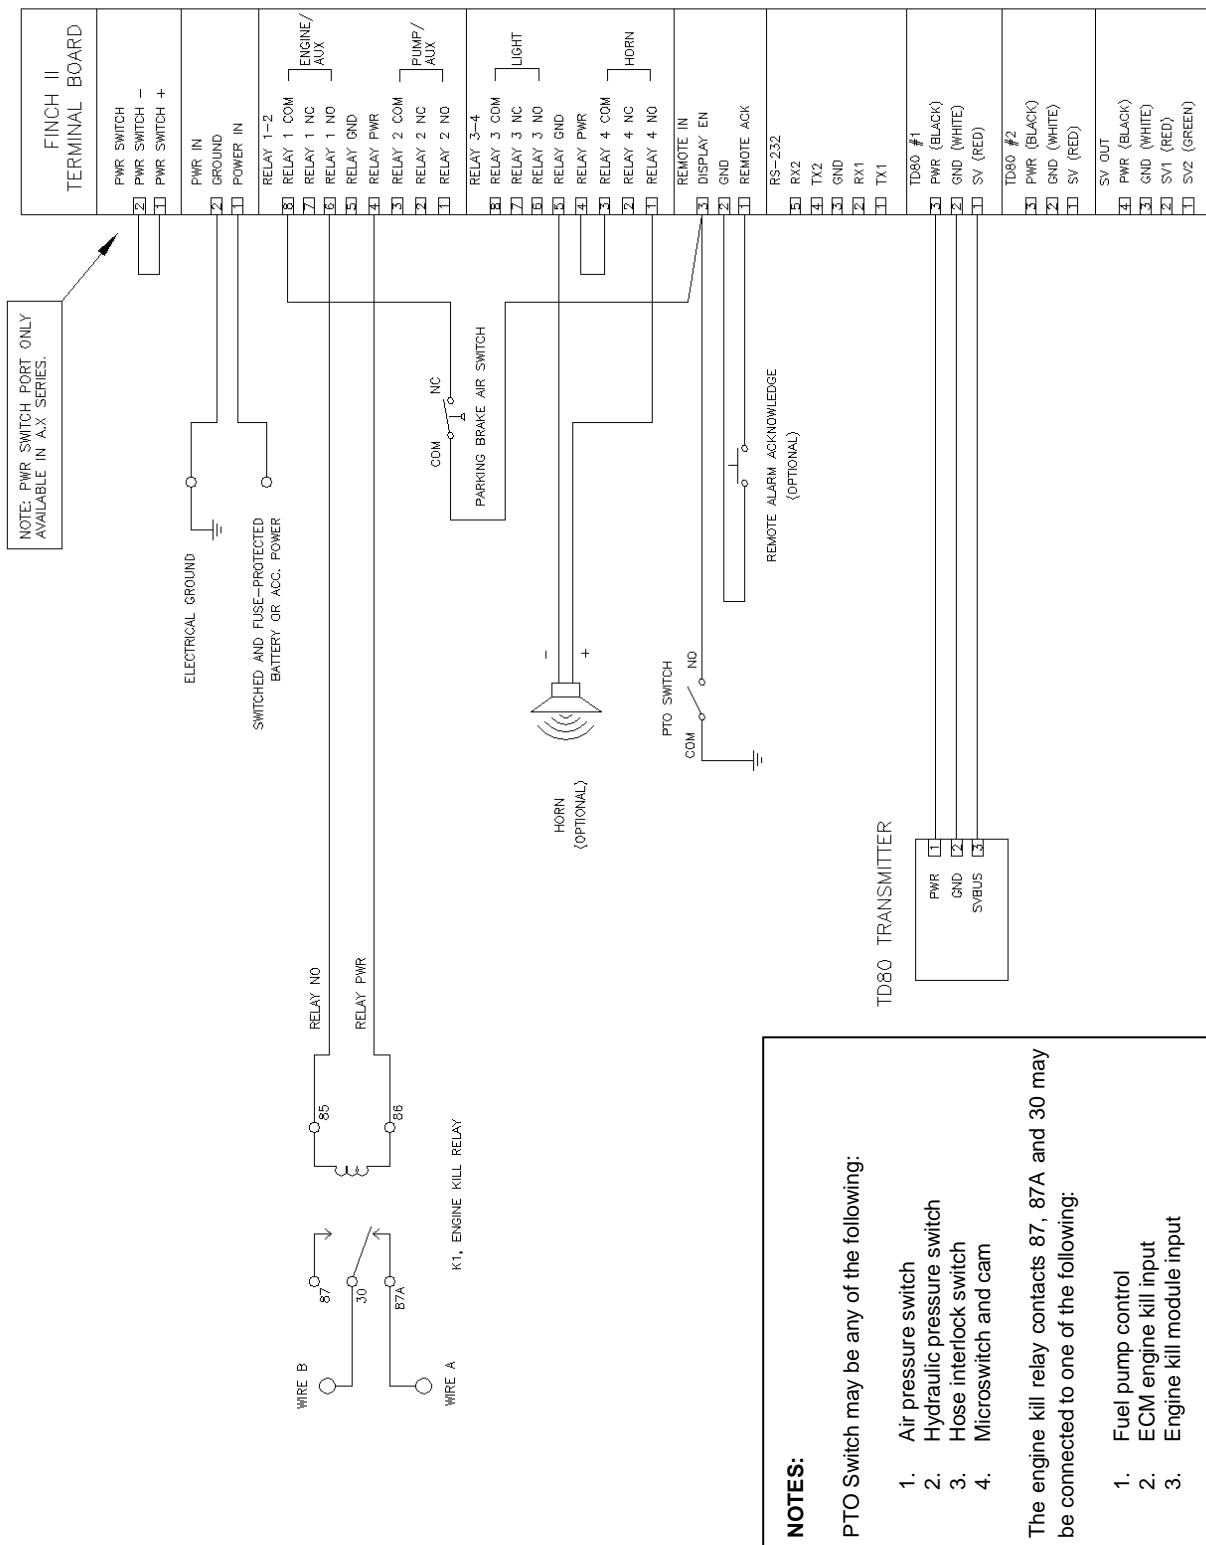 FINCH II
TERMINAL BOARD
PWR SWITCH
2 PWR SWITCH -
1 PWR SWITCH +
PWR IN
2 GROUND
1 POWER IN
RELAY 1-2
8 RELAY 1 COM
7 RELAY 1 NC
6 RELAY 1 NO
5 RELAY GND
4 RELAY PWR
3 RELAY 2 COM
2 RELAY 2 NC
1 RELAY 2 NO
ENGINE/
AUX
PUMP/
AUX
RELAY 3-4
8 RELAY 3 COM
7 RELAY 3 NC
6 RELAY 3 NO
5 RELAY GND
4 RELAY PWR
3 RELAY 4 COM
2 RELAY 4 NC
1 RELAY 4 NO
LIGHT
HORN
REMOTE IN
3 DISPLAY EN
2 GND
1 REMOTE ACK
RS-232
5 RX2
4 TX2
3 GND
2 RX1
1 TX1
TD80 #1
3 PWR (BLACK)
2 GND (WHITE)
1 SV (RED)
TD80 #2
3 PWR (BLACK)
2 GND (WHITE)
1 SV (RED)
SV OUT
4 PWR (BLACK)
3 GND (WHITE)
2 SV1 (RED)
1 SV2 (GREEN)
NOTE: PWR SWITCH PORT ONLY
AVAILABLE IN A.X SERIES.
ELECTRICAL GROUND
SWITCHED AND FUSE-PROTECTED
BATTERY OR ACC. POWER
COM
NC
PARKING BRAKE AIR SWITCH
REMOTE ALARM ACKNOWLEDGE
(OPTIONAL)
-
+
HORN
(OPTIONAL)
PTO SWITCH
COM
NO
TD80 TRANSMITTER
PWR 1
GND 2
SVBUS 3
RELAY NO
RELAY PWR
85
86
87
30
87A
K1, ENGINE KILL RELAY
WIRE B
WIRE A
NOTES:
PTO Switch may be any of the following:
1. Air pressure switch
2. Hydraulic pressure switch
3. Hose interlock switch
4. Microswitch and cam
The engine kill relay contacts 87, 87A and 30 may
be connected to one of the following:
1. Fuel pump control
2. ECM engine kill input
3. Engine kill module input